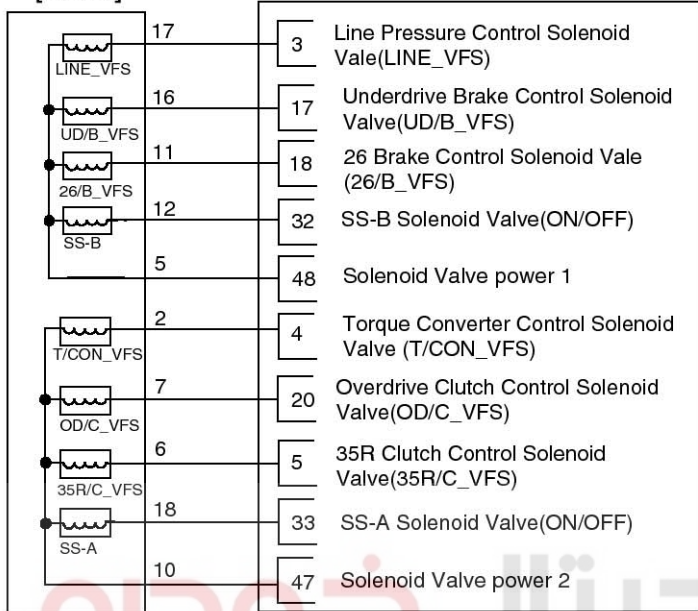 17
3
Line Pressure Control Solenoid
Vale(LINE_VFS)
LINE_VFS
16
17
Underdrive Brake Control Solenoid
Valve(UD/B_VFS)
UD/B_VFS
11
18
26 Brake Control Solenoid Vale
(26/B_VFS)
26/B_VFS
12
32
SS-B Solenoid Valve(ON/OFF)
SS-B
5
48
Solenoid Valve power 1
2
4
Torque Converter Control Solenoid
Valve (T/CON_VFS)
T/CON_VFS
7
20
Overdrive Clutch Control Solenoid
Valve(OD/C_VFS)
OD/C_VFS
6
5
35R Clutch Control Solenoid
Valve(35R/C_VFS)
35R/C_VFS
18
33
SS-A Solenoid Valve(ON/OFF)
SS-A
10
47
Solenoid Valve power 2